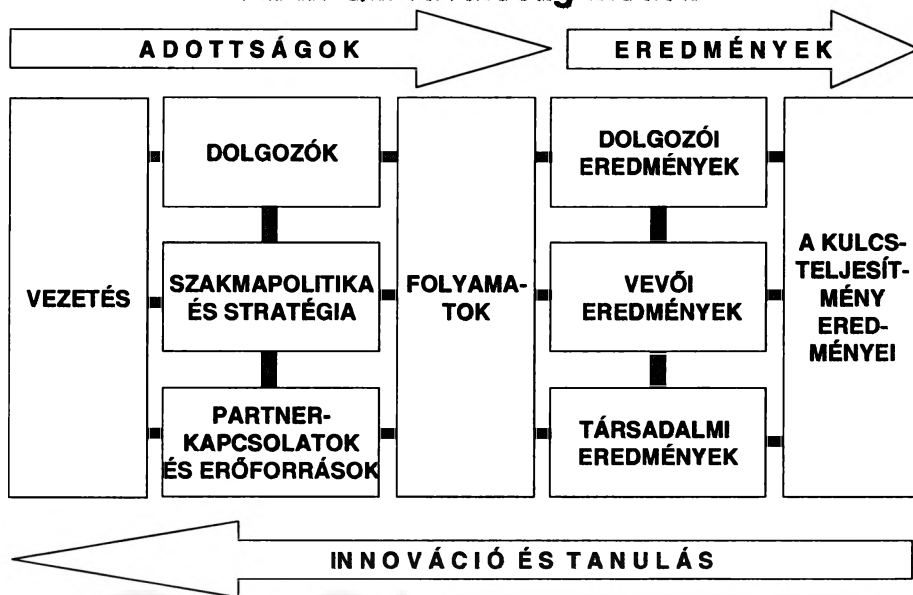 ADOTTSÁGOK
EREDMÉNYEK
VEZETÉS
DOLGOZÓK
SZAKMAPOLITIKA
ÉS STRATÉGIA
PARTNER-
KAPCSOLATOK
ÉS ERŐFORRÁSOK
FOLYAMA-
TOK
DOLGOZÓI
EREDMÉNYEK
VEVŐI
EREDMÉNYEK
TÁRSADALMI
EREDMÉNYEK
A KULCS-
TELJESÍT-
MÉNY
ERED-
MÉNYEI
INNOVÁCIÓ ÉS TANULÁS